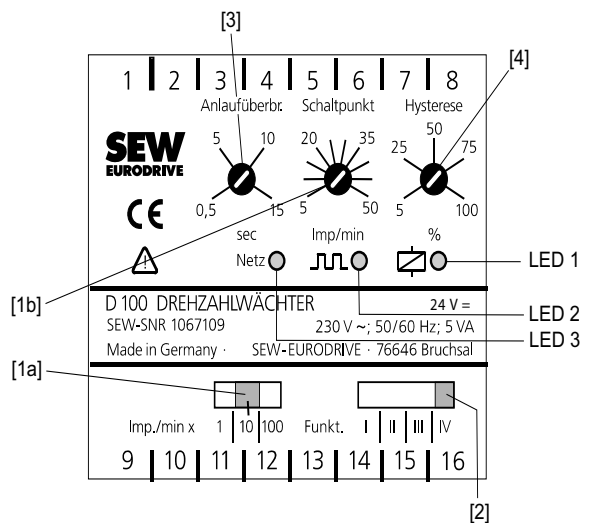 [3]
[4]
1 2 3 4 5 6 7 8
Anlaufüberbr. Schaltpunkt Hysterese
SEW
EURODRIVE
5 10
0,5 15
20 35
5 50
25 50 75
5 100
CE
sec Imp/min %
Netz
LED 1
LED 2
LED 3
[1b]
D 100 DREHZAHLWÄCHTER 24 V =
SEW-SNR 1067109 230 V ~; 50/60 Hz; 5 VA
Made in Germany · SEW-EURODRIVE · 76646 Bruchsal
[1a]
Imp./min x 1 10 100 Funkt. I II III IV
9 10 11 12 13 14 15 16
[2]